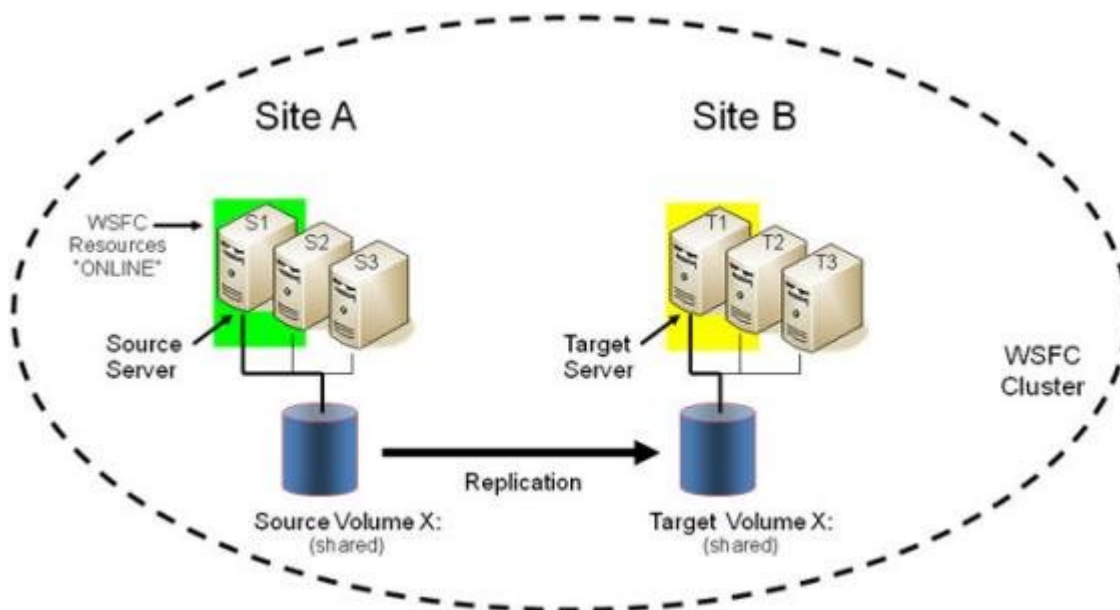 Site A
Site B
WSFC
Resources
"ONLINE"
S1
S2
S3
T1
T2
T3
Source
Server
Target
Server
WSFC
Cluster
Replication
Source Volume X:
(shared)
Target Volume X:
(shared)